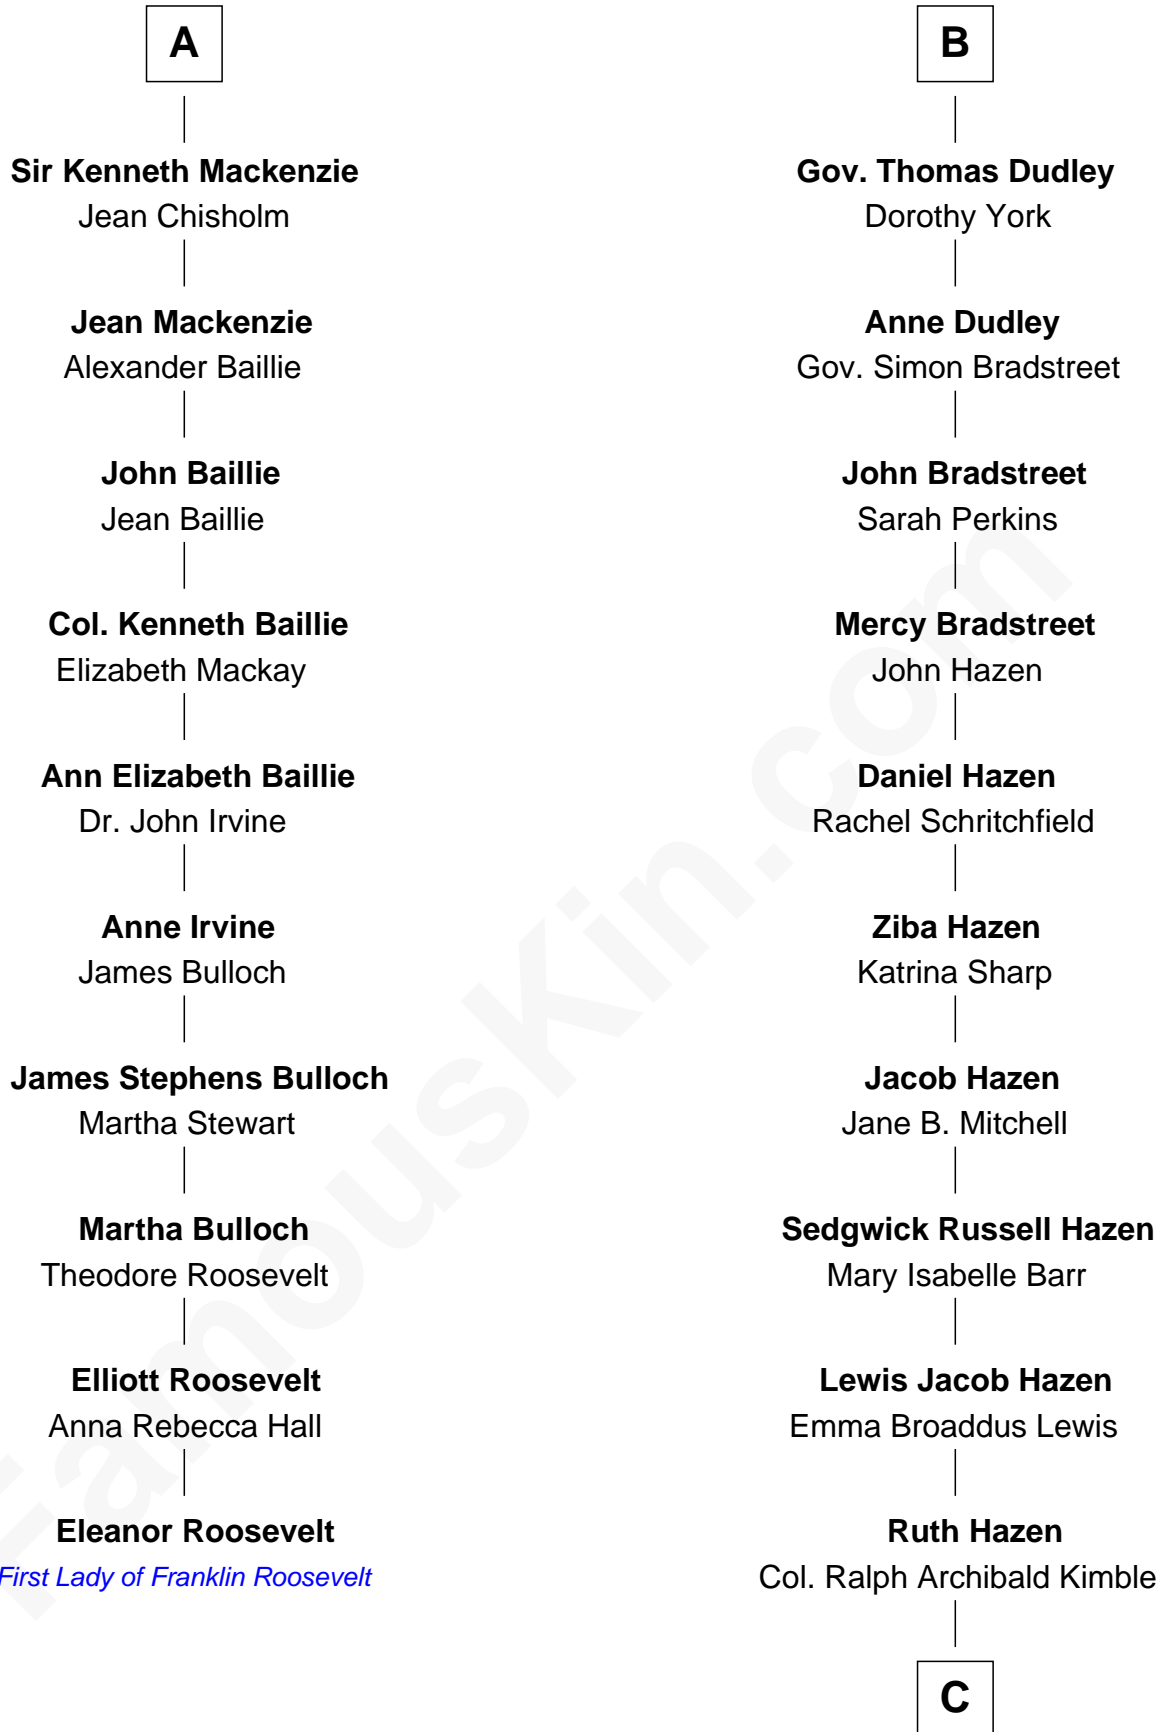 A
Sir Kenneth Mackenzie
Jean Chisholm
Jean Mackenzie
Alexander Baillie
John Baillie
Jean Baillie
Col. Kenneth Baillie
Elizabeth Mackay
Ann Elizabeth Baillie
Dr. John Irvine
Anne Irvine
James Bulloch
James Stephens Bulloch
Martha Stewart
Martha Bulloch
Theodore Roosevelt
Elliott Roosevelt
Anna Rebecca Hall
Eleanor Roosevelt
First Lady of Franklin Roosevelt
B
Gov. Thomas Dudley
Dorothy York
Anne Dudley
Gov. Simon Bradstreet
John Bradstreet
Sarah Perkins
Mercy Bradstreet
John Hazen
Daniel Hazen
Rachel Schritchfield
Ziba Hazen
Katrina Sharp
Jacob Hazen
Jane B. Mitchell
Sedgwick Russell Hazen
Mary Isabelle Barr
Lewis Jacob Hazen
Emma Broaddus Lewis
Ruth Hazen
Col. Ralph Archibald Kimble
C
FamousKin.com